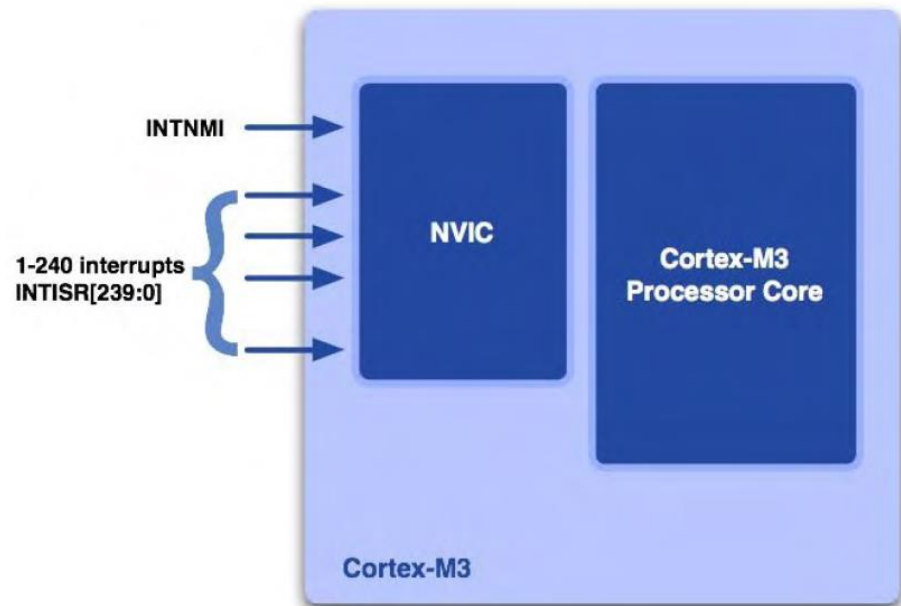 INTNMI
1-240 interrupts
INTISR[239:0]
NVIC
Cortex-M3
Processor Core
Cortex-M3